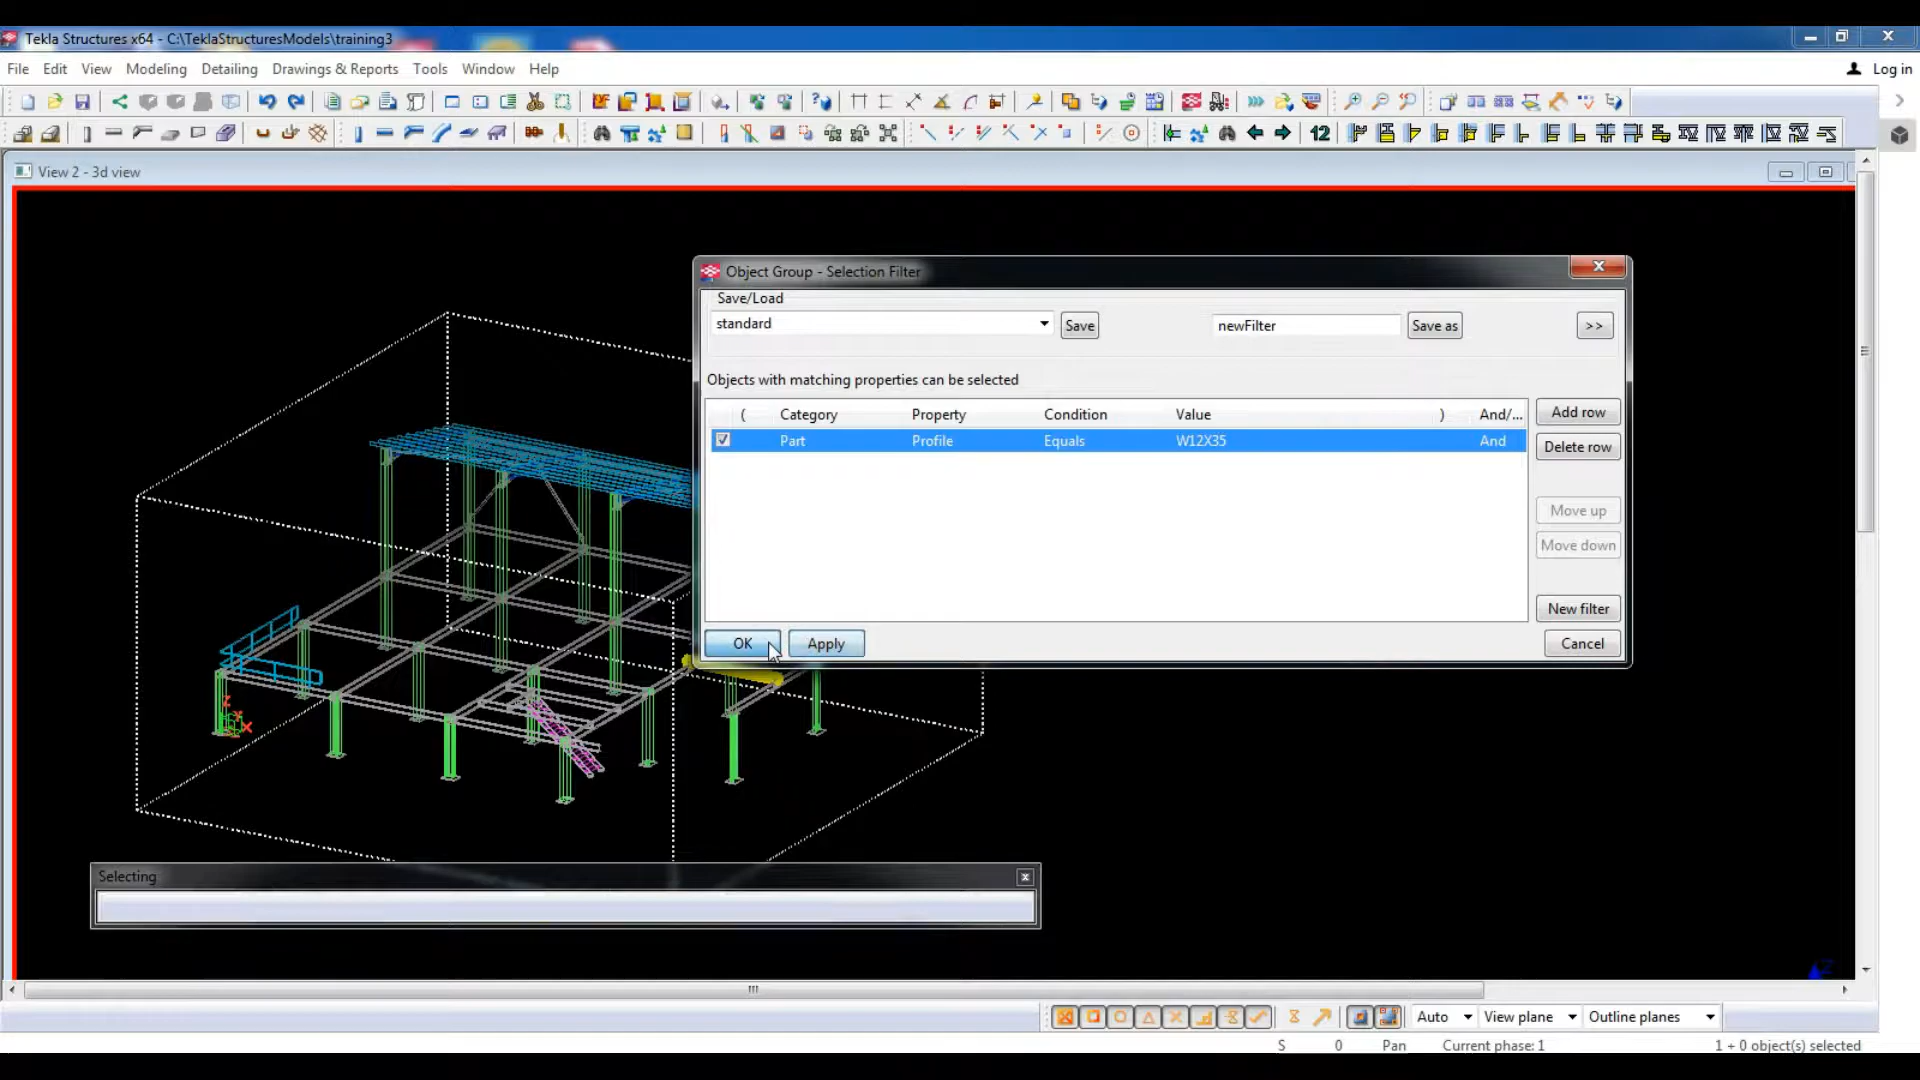 Tekla Structures x64 - C:\TeklaStructuresModels\training3
File Edit View Modeling Detailing Drawings & Reports Tools Window Help
Log in
12
View 2 - 3d view
Object Group - Selection Filter
Save/Load
standard Save newFilter Save as >>
Objects with matching properties can be selected
( Category Property Condition Value ) And/...
Part Profile Equals W12X35 And
Add row
Delete row
Move up
Move down
New filter
OK Apply Cancel
Z
X
X
Selecting
Auto View plane Outline planes
S 0 Pan Current phase: 1 1 + 0 object(s) selected